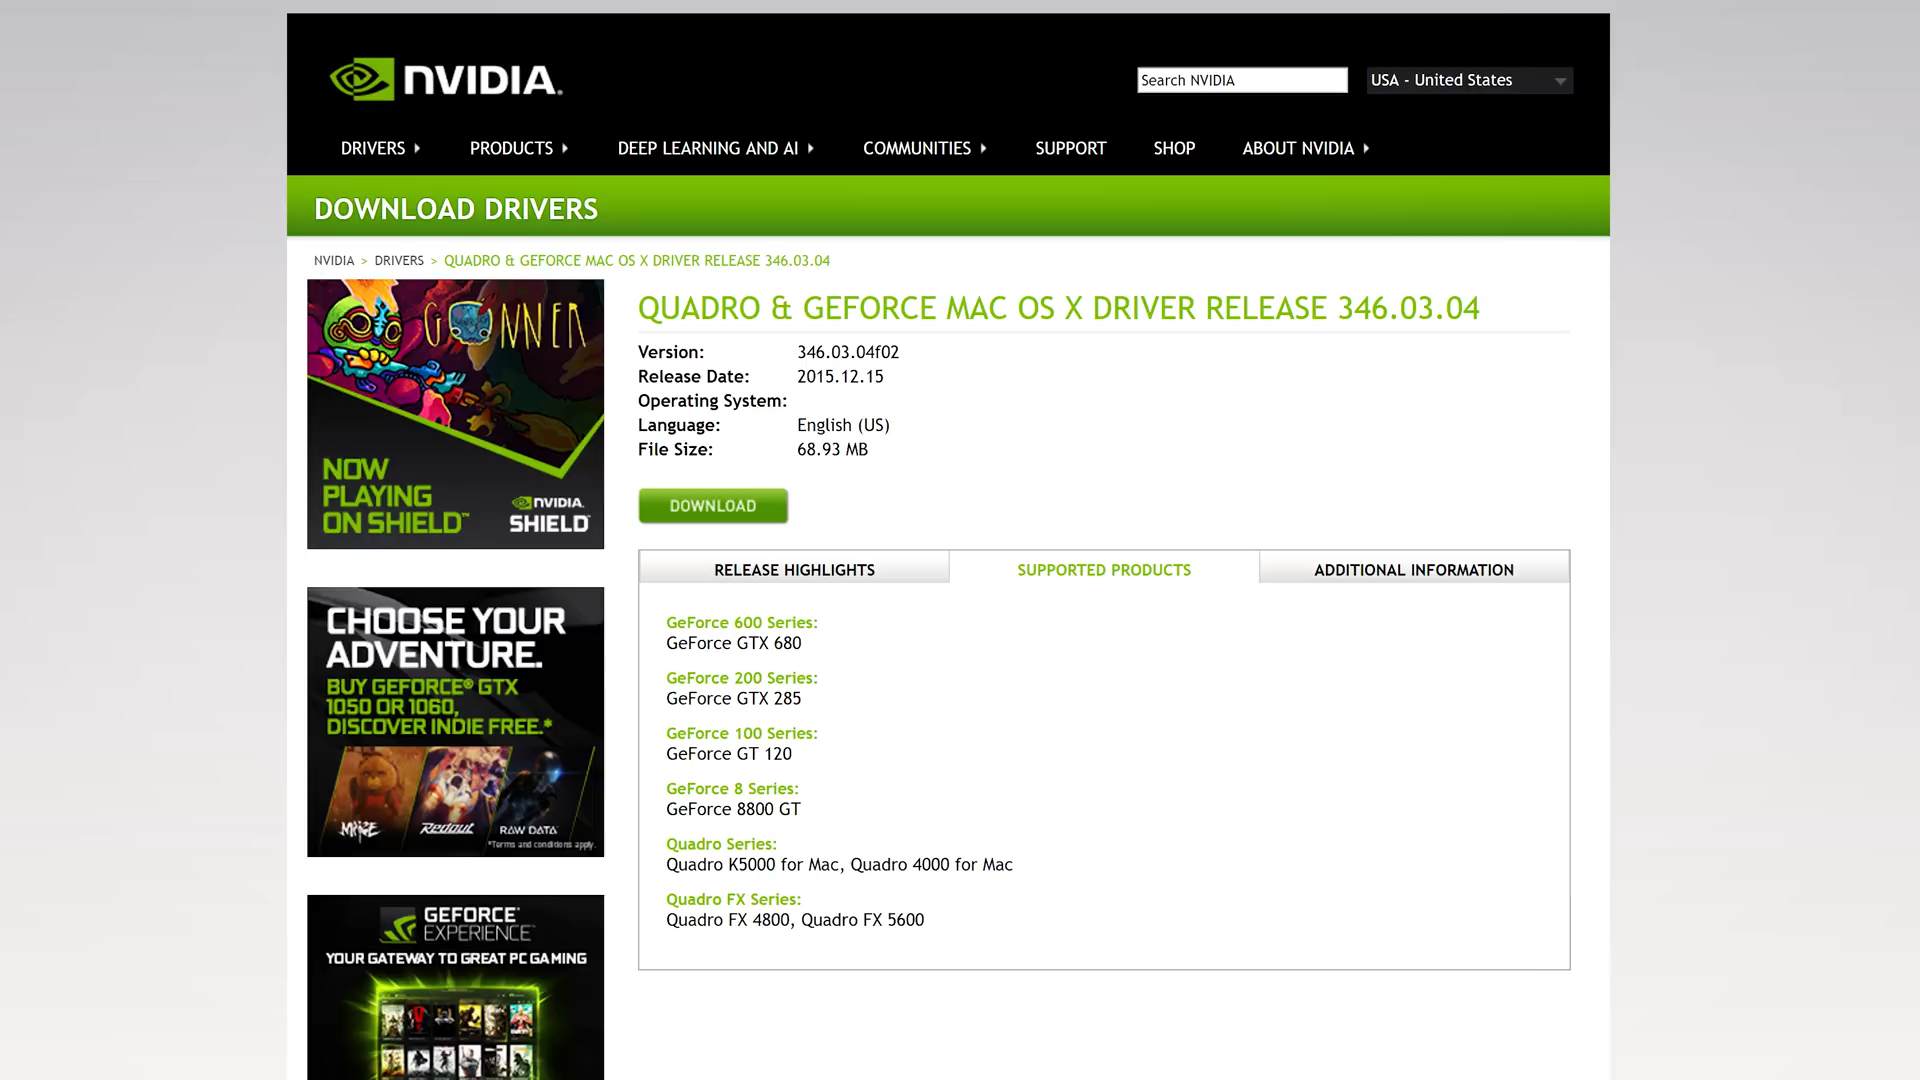 NVIDIA.
Search NVIDIA
USA - United States
DRIVERS
PRODUCTS
DEEP LEARNING AND AI
COMMUNITIES
SUPPORT
SHOP
ABOUT NVIDIA
DOWNLOAD DRIVERS
NVIDIA > DRIVERS > QUADRO & GEFORCE MAC OS X DRIVER RELEASE 346.03.04
GONNER
NOW
PLAYING
ON SHIELD™
NVIDIA.
SHIELD
QUADRO & GEFORCE MAC OS X DRIVER RELEASE 346.03.04
Version: 346.03.04f02
Release Date: 2015.12.15
Operating System:
Language: English (US)
File Size: 68.93 MB
DOWNLOAD
RELEASE HIGHLIGHTS
SUPPORTED PRODUCTS
ADDITIONAL INFORMATION
GeForce 600 Series:
GeForce GTX 680
GeForce 200 Series:
GeForce GTX 285
GeForce 100 Series:
GeForce GT 120
GeForce 8 Series:
GeForce 8800 GT
Quadro Series:
Quadro K5000 for Mac, Quadro 4000 for Mac
Quadro FX Series:
Quadro FX 4800, Quadro FX 5600
CHOOSE YOUR
ADVENTURE.
BUY GEFORCE® GTX
1050 OR 1060,
DISCOVER INDIE FREE.*
MAIZE
Redout
RAW DATA
*Terms and conditions apply.
GEFORCE®
EXPERIENCE™
YOUR GATEWAY TO GREAT PC GAMING